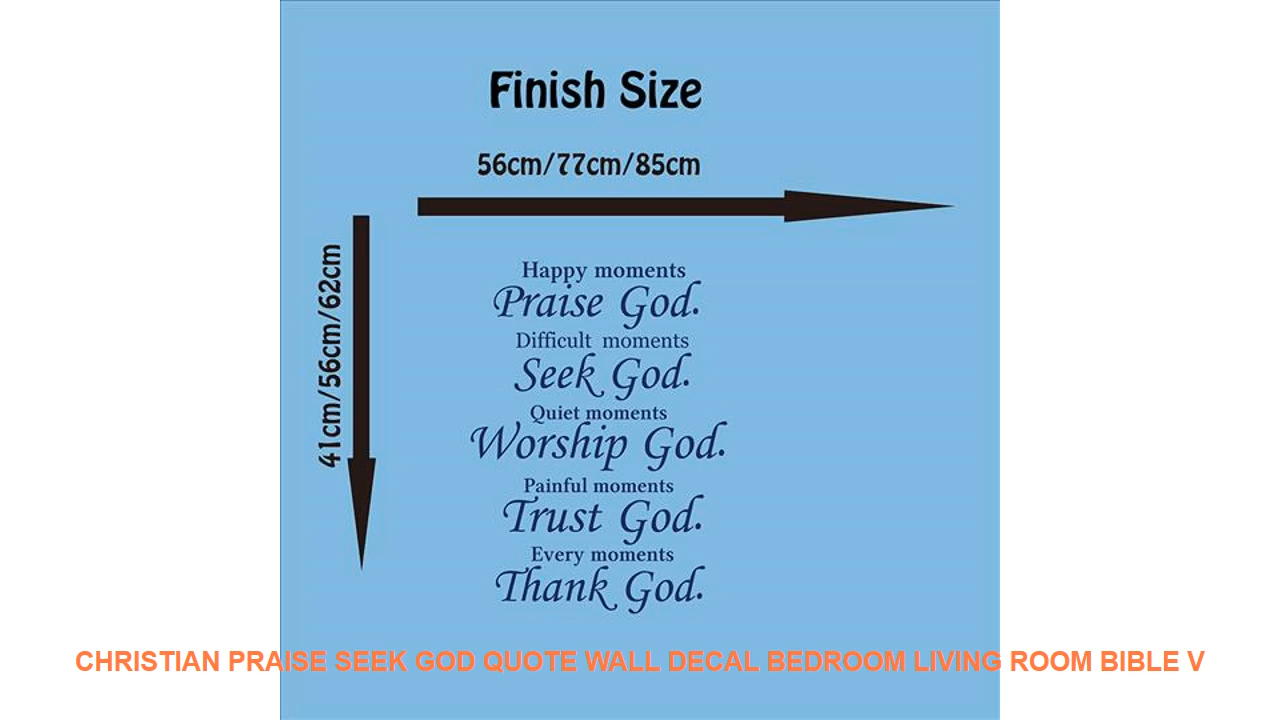 Finish Size
56cm/77cm/85cm
41cm/56cm/62cm
Happy moments
Praise God.
Difficult moments
Seek God.
Quiet moments
Worship God.
Painful moments
Trust God.
Every moments
Thank God.
CHRISTIAN PRAISE SEEK GOD QUOTE WALL DECAL BEDROOM LIVING ROOM BIBLE V